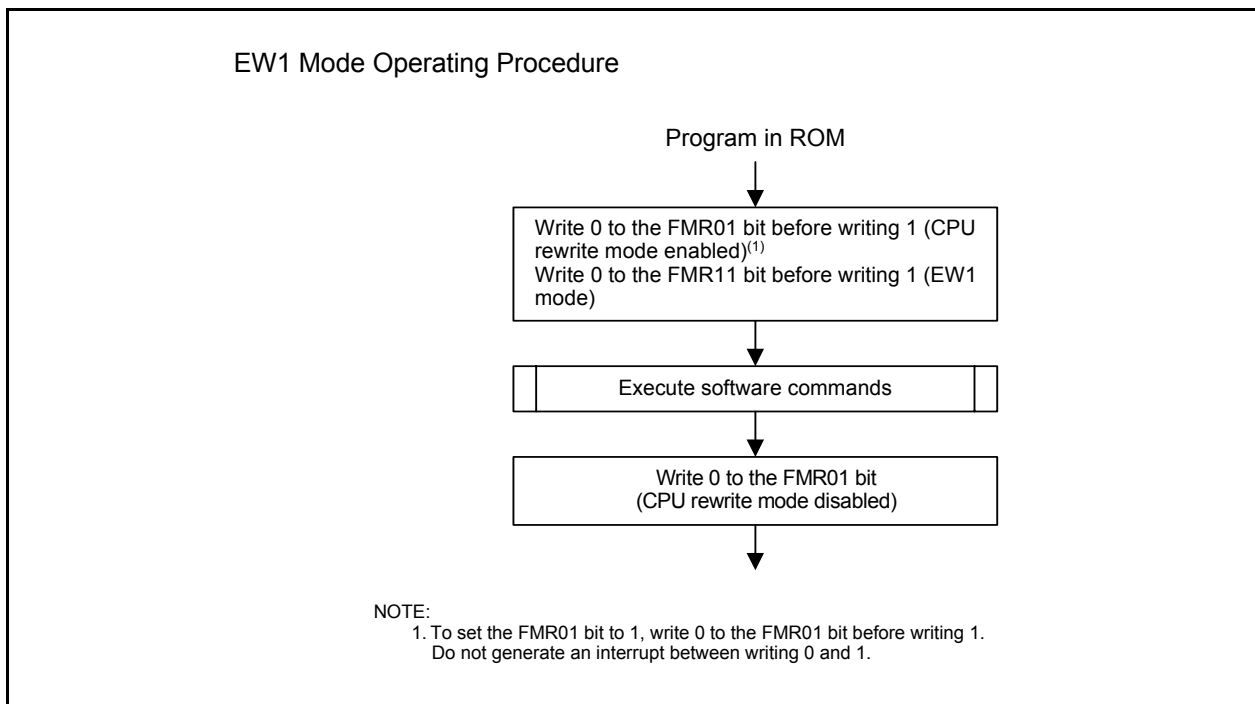 EW1 Mode Operating Procedure
Program in ROM
Write 0 to the FMR01 bit before writing 1 (CPU
rewrite mode enabled)(1)
Write 0 to the FMR11 bit before writing 1 (EW1
mode)
Execute software commands
Write 0 to the FMR01 bit
(CPU rewrite mode disabled)
NOTE:
1. To set the FMR01 bit to 1, write 0 to the FMR01 bit before writing 1.
Do not generate an interrupt between writing 0 and 1.